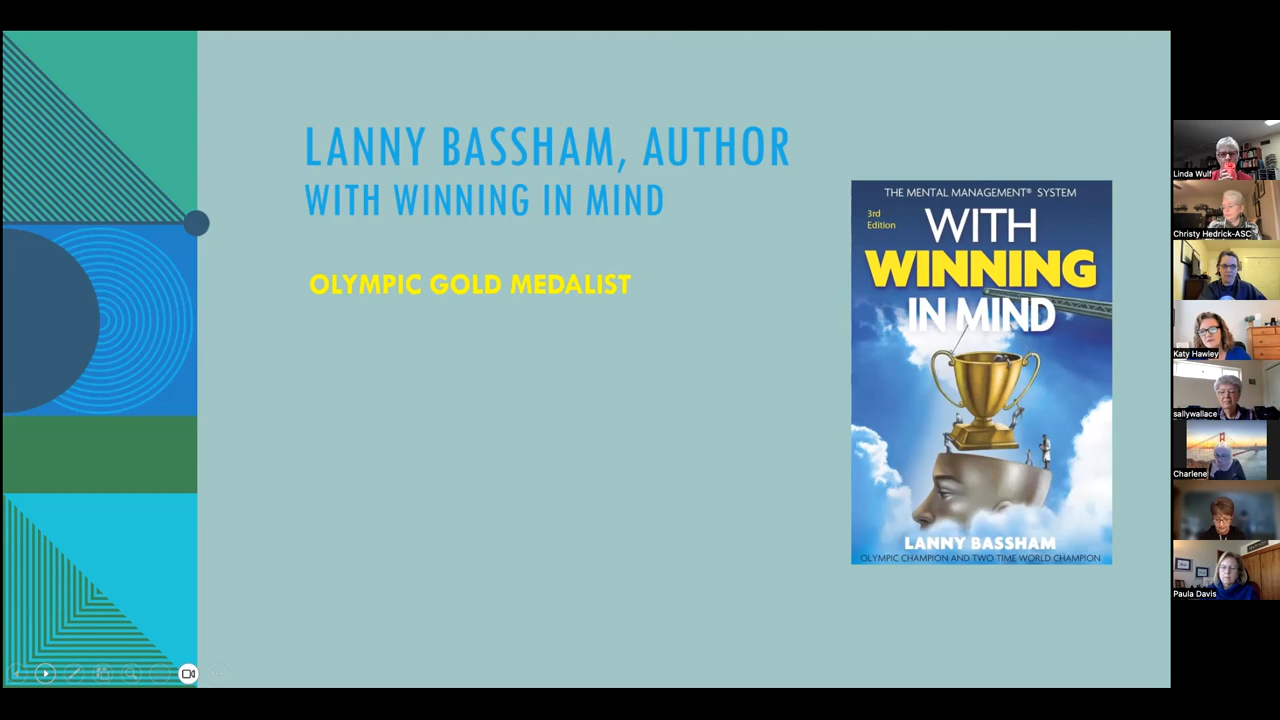 LANNY BASSHAM, AUTHOR
WITH WINNING IN MIND
OLYMPIC GOLD MEDALIST
THE MENTAL MANAGEMENT® SYSTEM
3rd
Edition
WITH
WINNING
IN MIND
LANNY BASSHAM
OLYMPIC CHAMPION AND TWO TIME WORLD CHAMPION
Linda Wulf
Christy Hedrick-ASC
Katy Hawley
sallywallace
Charlene
Paula Davis